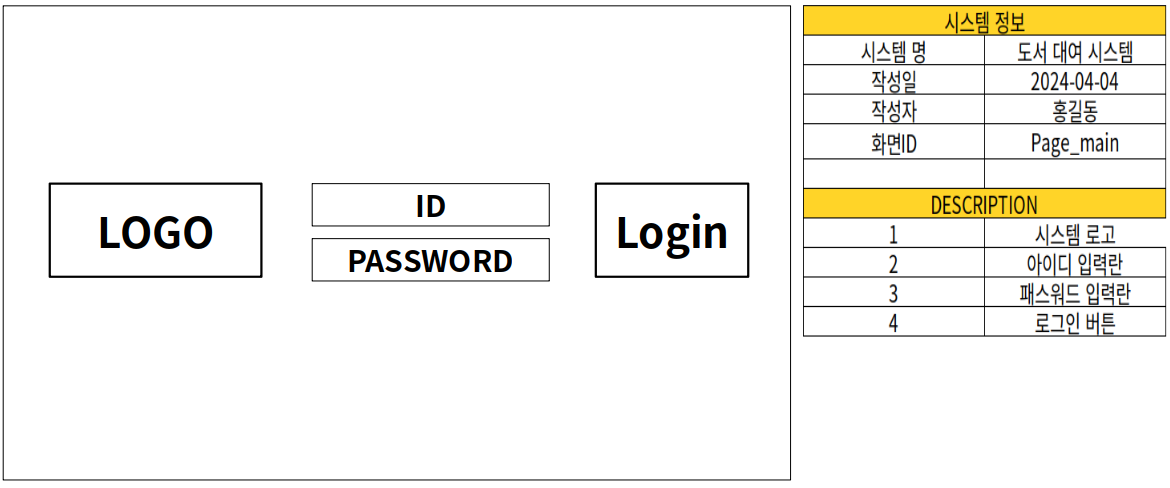 LOGO
ID
PASSWORD
Login
시스템 정보
시스템 명 도서 대여 시스템
작성일 2024-04-04
작성자 홍길동
화면ID Page_main
DESCRIPTION
1 시스템 로고
2 아이디 입력란
3 패스워드 입력란
4 로그인 버튼